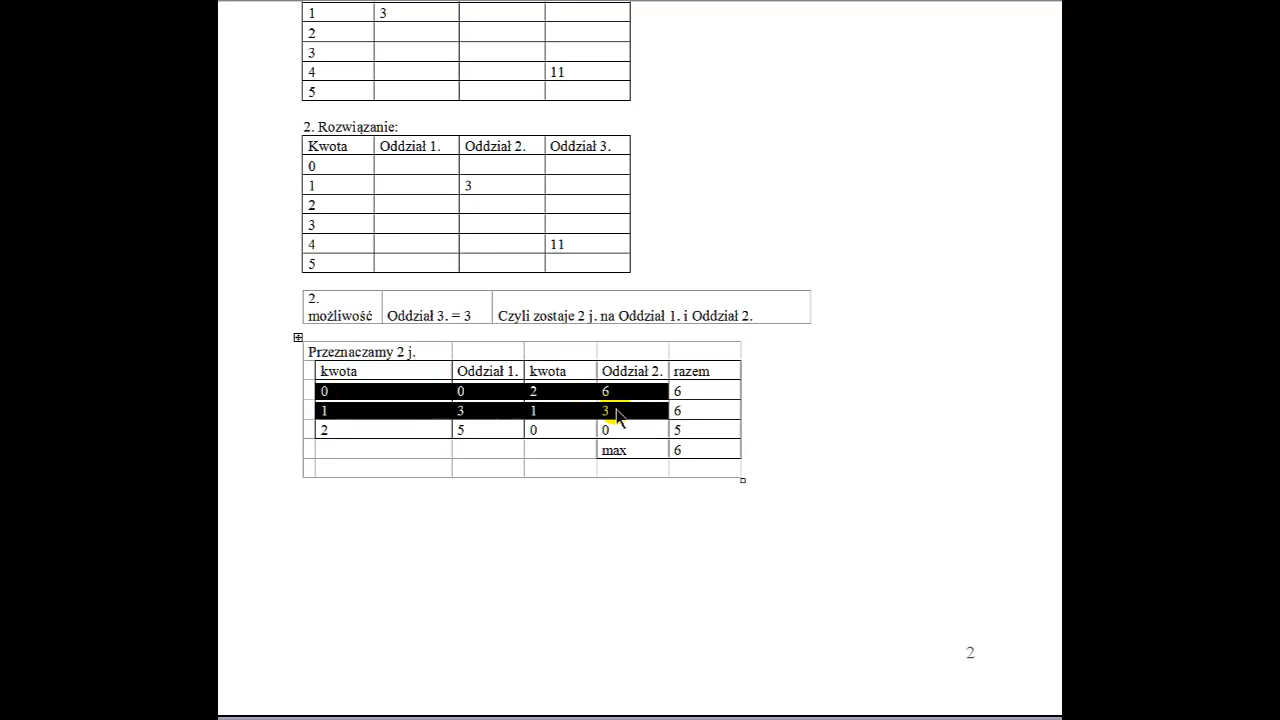 1 3
2
3
4 11
5
2. Rozwiązanie:
Kwota Oddział 1. Oddział 2. Oddział 3.
0
1 3
2
3
4 11
5
2.
możliwość Oddział 3. = 3 Czyli zostaje 2 j. na Oddział 1. i Oddział 2.
Przeznaczamy 2 j.
kwota Oddział 1. kwota Oddział 2. razem
0 0 2 6 6
1 3 1 3 6
2 5 0 0 5
max 6
2